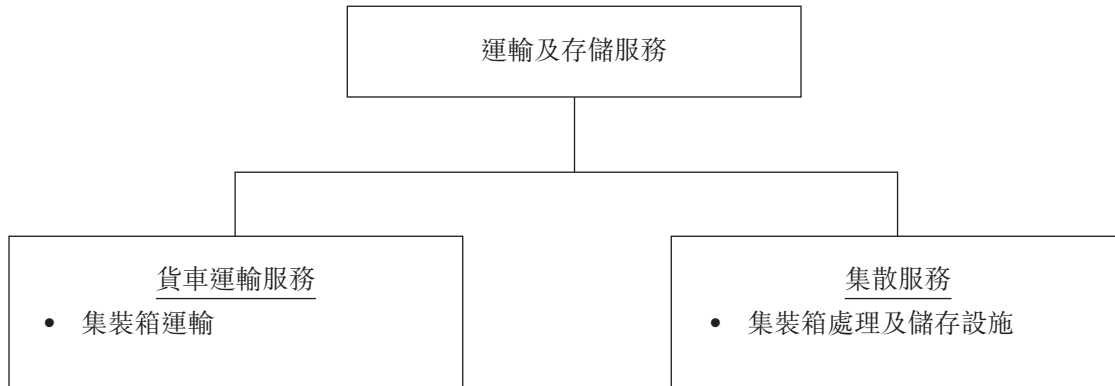 運輸及存儲服務
貨車運輸服務
• 集裝箱運輸
集散服務
• 集裝箱處理及儲存設施